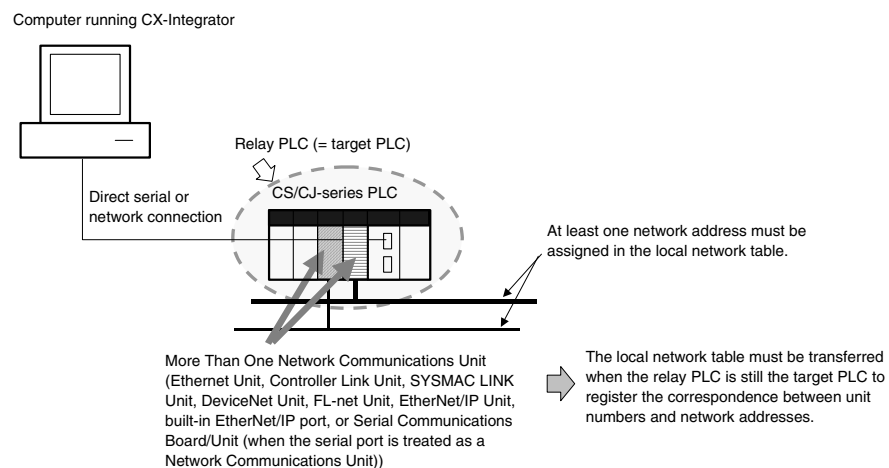 Computer running CX-Integrator
Relay PLC (= target PLC)
CS/CJ-series PLC
Direct serial or
network connection
At least one network address must be
assigned in the local network table.
More Than One Network Communications Unit
(Ethernet Unit, Controller Link Unit, SYSMAC LINK
Unit, DeviceNet Unit, FL-net Unit, EtherNet/IP Unit,
built-in EtherNet/IP port, or Serial Communications
Board/Unit (when the serial port is treated as a
Network Communications Unit))
The local network table must be transferred
when the relay PLC is still the target PLC to
register the correspondence between unit
numbers and network addresses.